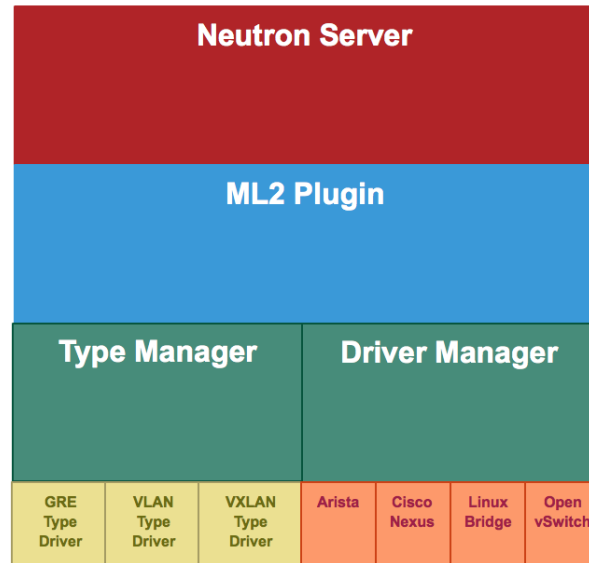 Neutron Server
ML2 Plugin
Type Manager
Driver Manager
GRE
Type
Driver
VLAN
Type
Driver
VXLAN
Type
Driver
Arista
Cisco
Nexus
Linux
Bridge
Open
vSwitch